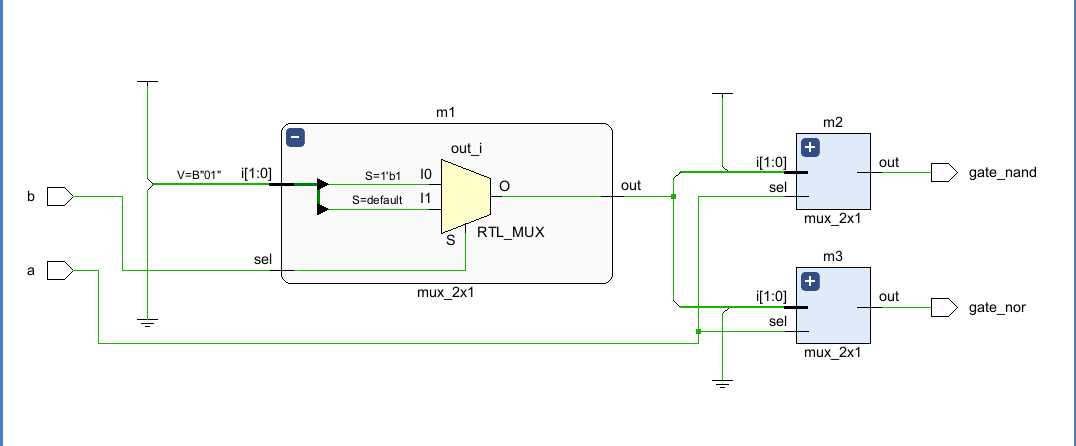 m1
out_i
V=B"01"
i[1:0]
S=1'b1
I0
S=default
I1
O
S
RTL_MUX
out
b
sel
a
mux_2x1
m2
i[1:0]
sel
out
gate_nand
mux_2x1
m3
i[1:0]
sel
out
gate_nor
mux_2x1